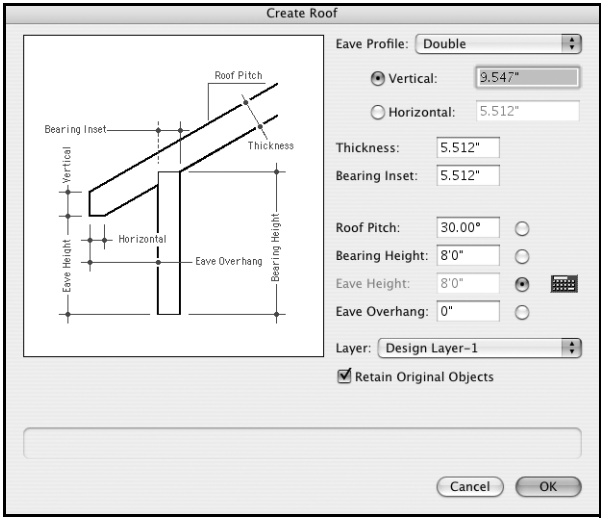 Create Roof
Eave Profile: Double
Vertical: 9.547"
Horizontal: 5.512"
Thickness: 5.512"
Bearing Inset: 5.512"
Roof Pitch: 30.00°
Bearing Height: 8'0"
Eave Height: 8'0"
Eave Overhang: 0"
Layer: Design Layer-1
Retain Original Objects
Roof Pitch
Bearing Inset
Thickness
Vertical
Horizontal
Eave Overhang
Eave Height
Bearing Height
Cancel
OK